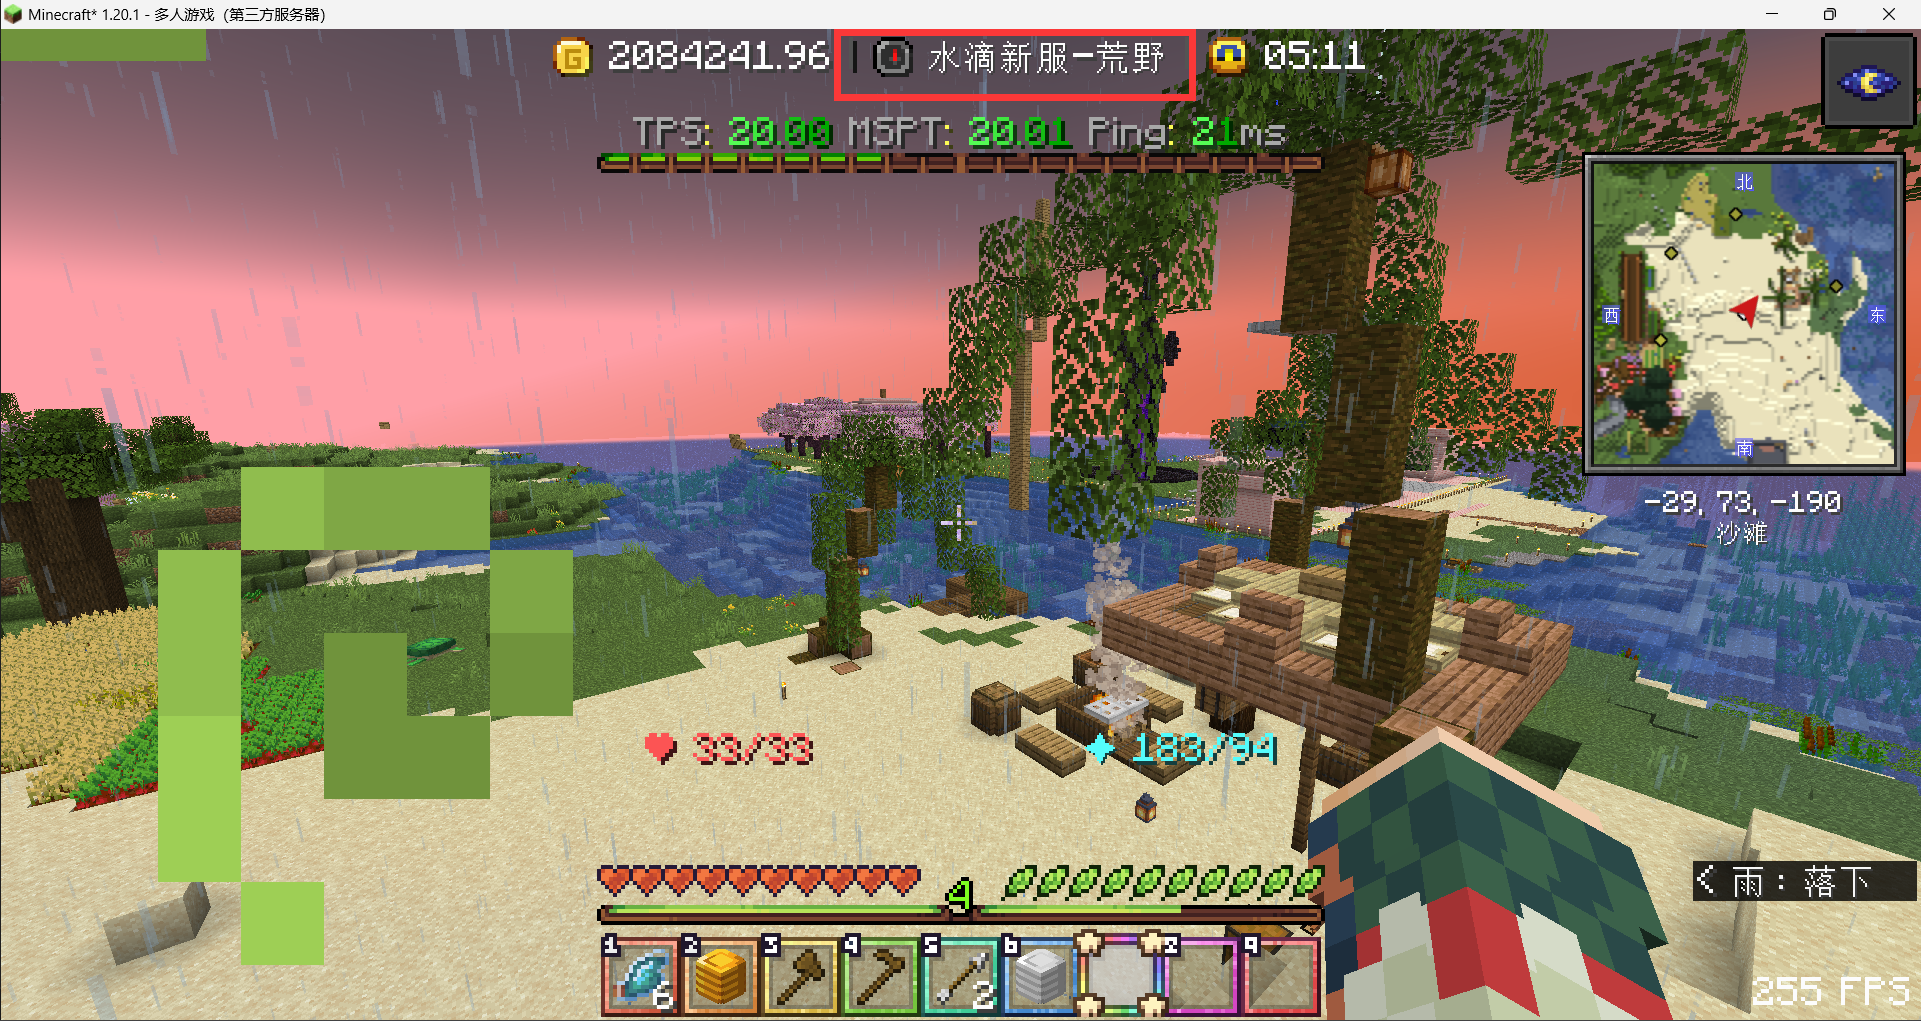 Minecraft* 1.20.1 - 多人游戏（第三方服务器）
2084241.96 | 水滴新服-荒野 05:11
TPS: 20.00 MSPT: 20.01 Ping: 21ms
北
西
东
南
-29, 73, -190
沙滩
33/33
183/94
< 雨：落下
4
1 2 3 4 5 6 8 9
6 2
255 FPS